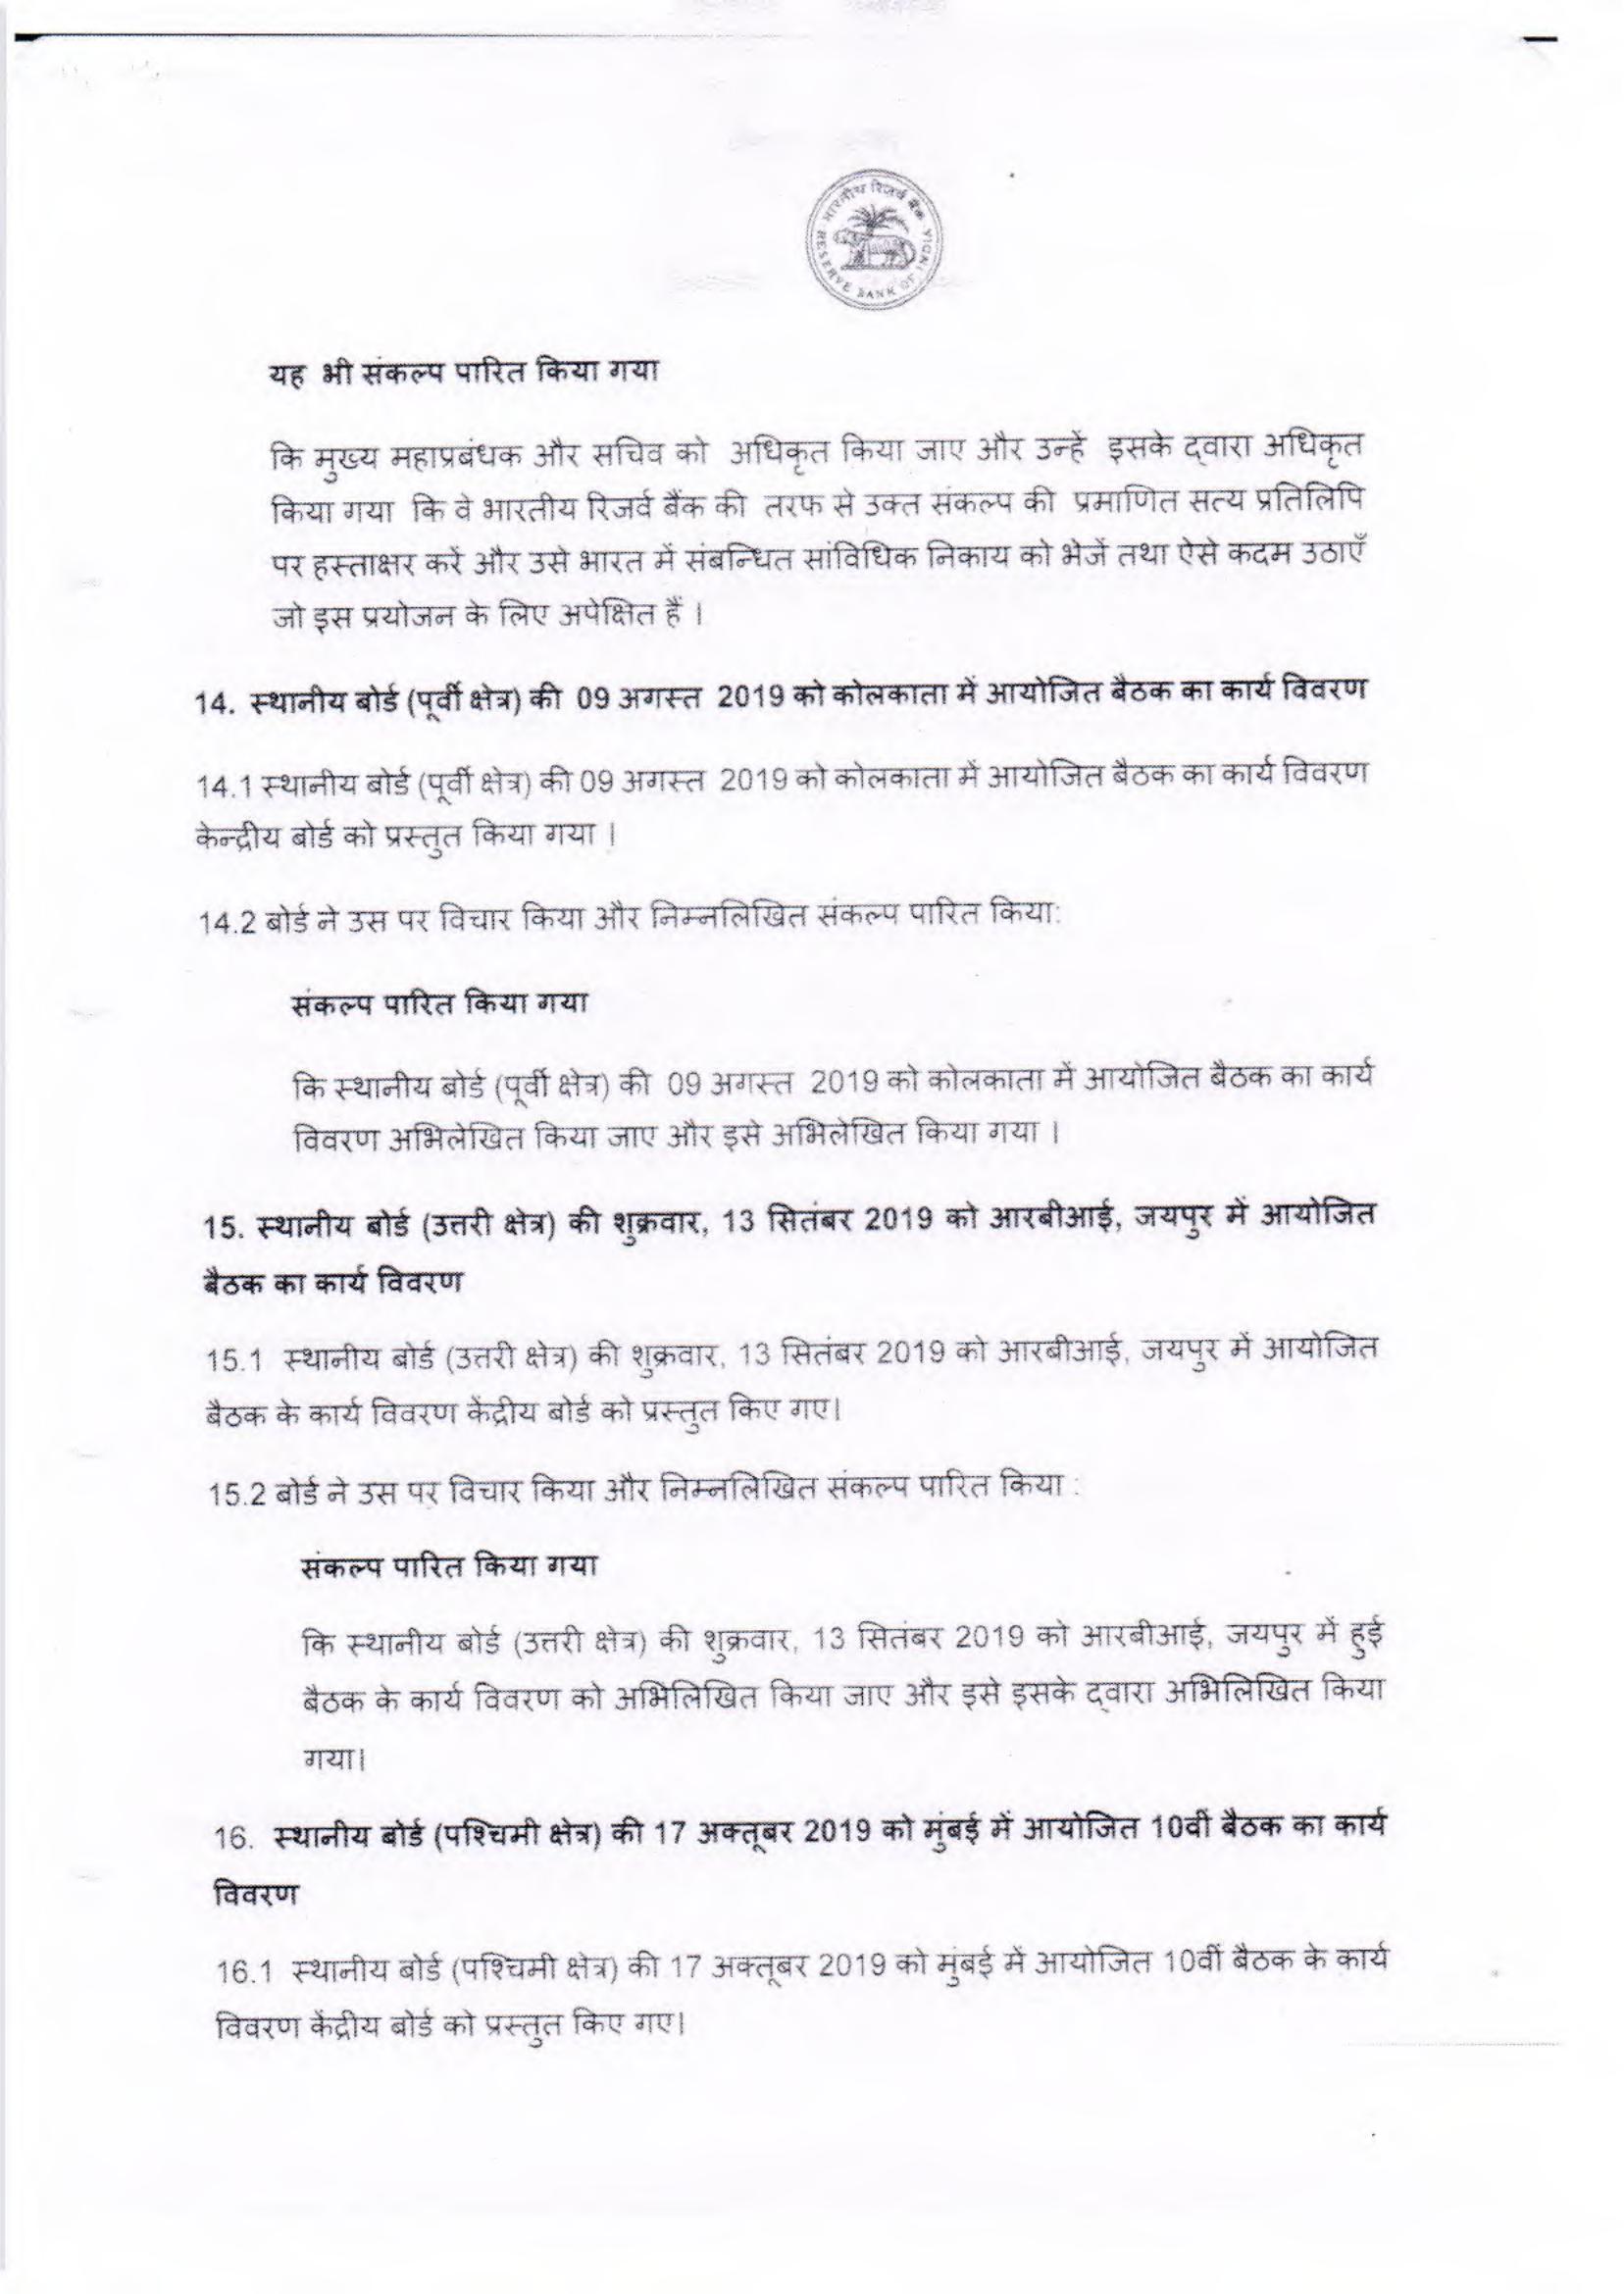 भारतीय रिज़र्व बैंक
RESERVE BANK OF INDIA
यह भी संकल्प पारित किया गया
कि मुख्य महाप्रबंधक और सचिव को अधिकृत किया जाए और उन्हें इसके द्वारा अधिकृत
किया गया कि वे भारतीय रिजर्व बैंक की तरफ से उक्त संकल्प की प्रमाणित सत्य प्रतिलिपि
पर हस्ताक्षर करें और उसे भारत में संबन्धित सांविधिक निकाय को भेजें तथा ऐसे कदम उठाएँ
जो इस प्रयोजन के लिए अपेक्षित हैं ।
14. स्थानीय बोर्ड (पूर्वी क्षेत्र) की 09 अगस्त 2019 को कोलकाता में आयोजित बैठक का कार्य विवरण
14.1 स्थानीय बोर्ड (पूर्वी क्षेत्र) की 09 अगस्त 2019 को कोलकाता में आयोजित बैठक का कार्य विवरण
केन्द्रीय बोर्ड को प्रस्तुत किया गया ।
14.2 बोर्ड ने उस पर विचार किया और निम्नलिखित संकल्प पारित किया:
संकल्प पारित किया गया
कि स्थानीय बोर्ड (पूर्वी क्षेत्र) की 09 अगस्त 2019 को कोलकाता में आयोजित बैठक का कार्य
विवरण अभिलेखित किया जाए और इसे अभिलेखित किया गया ।
15. स्थानीय बोर्ड (उत्तरी क्षेत्र) की शुक्रवार, 13 सितंबर 2019 को आरबीआई, जयपुर में आयोजित
बैठक का कार्य विवरण
15.1 स्थानीय बोर्ड (उत्तरी क्षेत्र) की शुक्रवार, 13 सितंबर 2019 को आरबीआई, जयपुर में आयोजित
बैठक के कार्य विवरण केंद्रीय बोर्ड को प्रस्तुत किए गए।
15.2 बोर्ड ने उस पर विचार किया और निम्नलिखित संकल्प पारित किया :
संकल्प पारित किया गया
कि स्थानीय बोर्ड (उत्तरी क्षेत्र) की शुक्रवार, 13 सितंबर 2019 को आरबीआई, जयपुर में हुई
बैठक के कार्य विवरण को अभिलिखित किया जाए और इसे इसके द्वारा अभिलिखित किया
गया।
16. स्थानीय बोर्ड (पश्चिमी क्षेत्र) की 17 अक्तूबर 2019 को मुंबई में आयोजित 10वीं बैठक का कार्य
विवरण
16.1 स्थानीय बोर्ड (पश्चिमी क्षेत्र) की 17 अक्तूबर 2019 को मुंबई में आयोजित 10वीं बैठक के कार्य
विवरण केंद्रीय बोर्ड को प्रस्तुत किए गए।